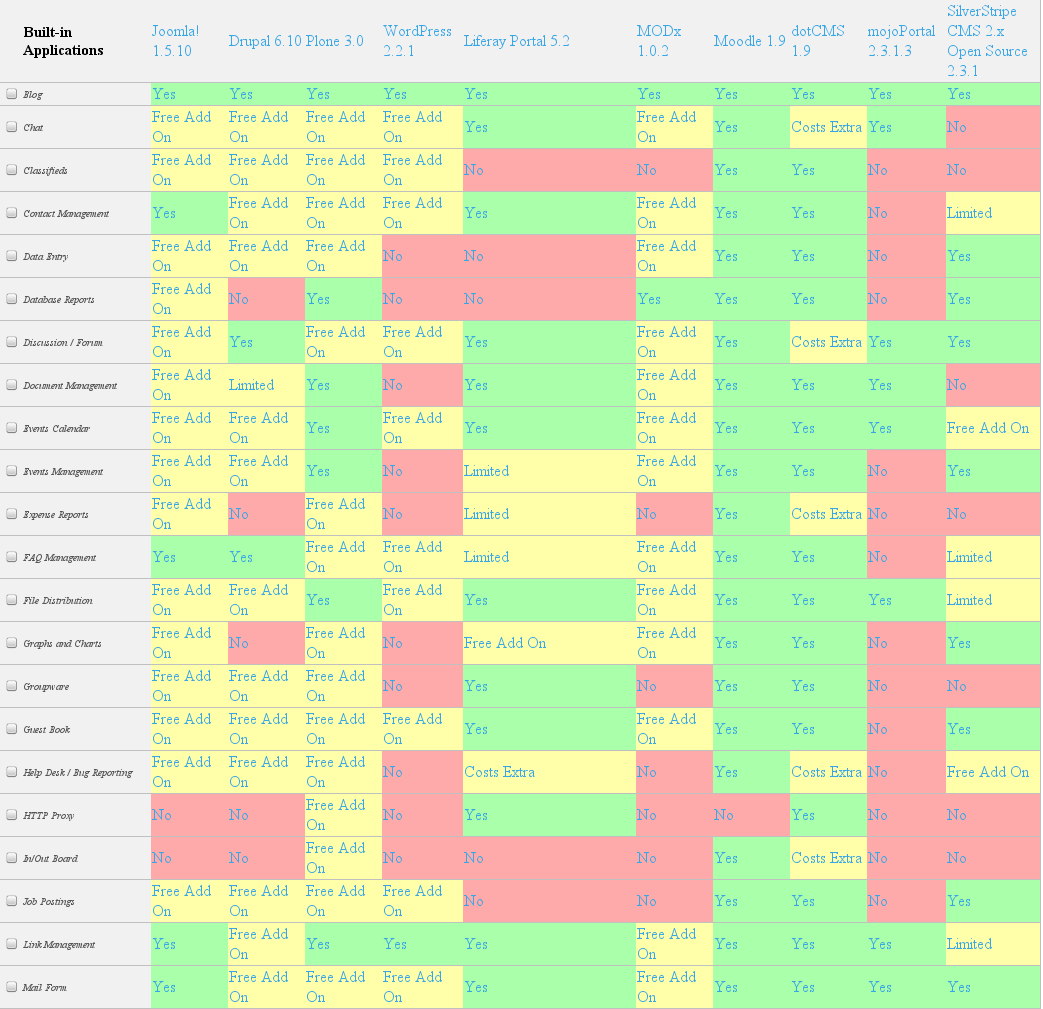 Built-in Applications Joomla! 1.5.10 Drupal 6.10 Plone 3.0 WordPress 2.2.1 Liferay Portal 5.2 MODx 1.0.2 Moodle 1.9 dotCMS 1.9 mojoPortal 2.3.1.3 SilverStripe CMS 2.x Open Source 2.3.1
Blog Yes Yes Yes Yes Yes Yes Yes Yes Yes Yes
Chat Free Add On Free Add On Free Add On Free Add On Yes Free Add On Yes Costs Extra Yes No
Classifieds Free Add On Free Add On Free Add On Free Add On No No Yes Yes No No
Contact Management Yes Free Add On Free Add On Free Add On Yes Free Add On Yes Yes No Limited
Data Entry Free Add On Free Add On Free Add On No No Free Add On Yes Yes No Yes
Database Reports Free Add On No Yes No No Yes Yes Yes No Yes
Discussion / Forum Free Add On Yes Free Add On Free Add On Yes Free Add On Yes Costs Extra Yes Yes
Document Management Free Add On Limited Yes No Yes Free Add On Yes Yes Yes No
Events Calendar Free Add On Free Add On Yes Free Add On Yes Free Add On Yes Yes Yes Free Add On
Events Management Free Add On Free Add On Yes No Limited Free Add On Yes Yes No Yes
Expense Reports Free Add On No Free Add On No Limited No Yes Costs Extra No No
FAQ Management Yes Yes Free Add On Free Add On Limited Free Add On Yes Yes No Limited
File Distribution Free Add On Free Add On Yes Free Add On Yes Free Add On Yes Yes Yes Limited
Graphs and Charts Free Add On No Free Add On No Free Add On Free Add On Yes Yes No Yes
Groupware Free Add On Free Add On Free Add On No Yes No Yes Yes No No
Guest Book Free Add On Free Add On Free Add On Free Add On Yes Free Add On Yes Yes No Yes
Help Desk / Bug Reporting Free Add On Free Add On Free Add On No Costs Extra No Yes Costs Extra No Free Add On
HTTP Proxy No No Free Add On No Yes No No Yes No No
In/Out Board No No Free Add On No No No Yes Costs Extra No No
Job Postings Free Add On Free Add On Free Add On Free Add On No No Yes Yes No Yes
Link Management Yes Free Add On Yes Yes Yes Free Add On Yes Yes Yes Limited
Mail Form Yes Free Add On Free Add On Free Add On Yes Free Add On Yes Yes Yes Yes